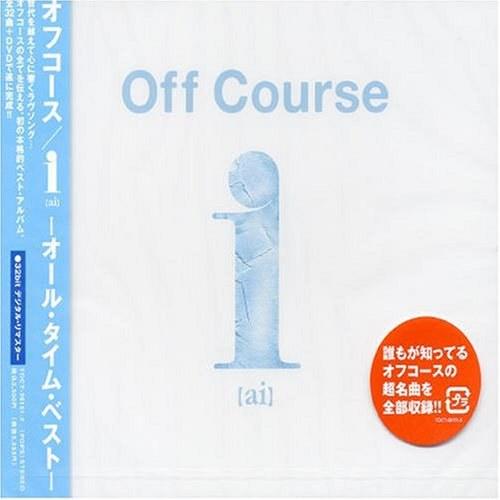 オフコース／i
[ai]
―オール・タイム・ベスト―
世代を越えて心に響くラヴソング…
オフコースの全てを伝える、初の本格的ベスト・アルバム。
全32曲＋DVDで遂に完成!!
●32bit デジタル・リマスター
Off Course
i
[ai]
誰もが知ってる
オフコースの
超名曲を
全部収録!!
プラ